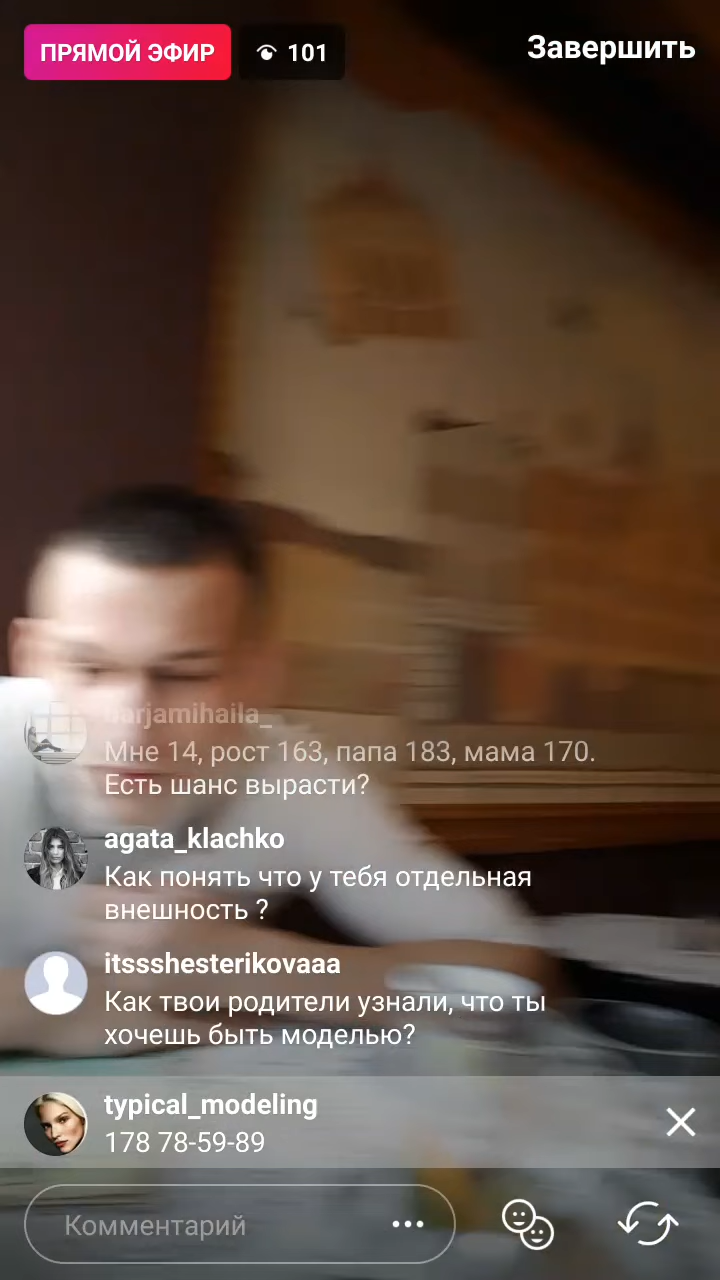 ПРЯМОЙ ЭФИР
101
Завершить
darjamihaila_
Мне 14, рост 163, папа 183, мама 170.
Есть шанс вырасти?
agata_klachko
Как понять что у тебя отдельная
внешность ?
itssshesterikovaaa
Как твои родители узнали, что ты
хочешь быть моделью?
typical_modeling
178 78-59-89
Комментарий